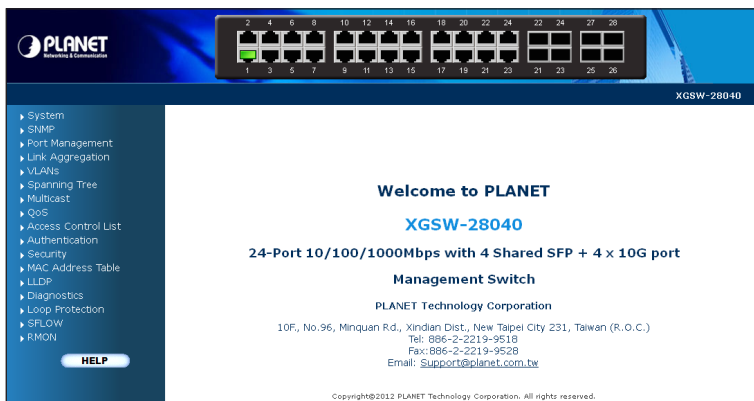 PLANET
Networking & Communication
2 4 6 8 10 12 14 16 18 20 22 24 22 24 27 28
1 3 5 7 9 11 13 15 17 19 21 23 21 23 25 26
XGSW-28040
System
SNMP
Port Management
Link Aggregation
VLANs
Spanning Tree
Multicast
QoS
Access Control List
Authentication
Security
MAC Address Table
LLDP
Diagnostics
Loop Protection
SFLOW
RMON
HELP
Welcome to PLANET
XGSW-28040
24-Port 10/100/1000Mbps with 4 Shared SFP + 4 x 10G port
Management Switch
PLANET Technology Corporation
10F., No.96, Minquan Rd., Xindian Dist., New Taipei City 231, Taiwan (R.O.C.)
Tel: 886-2-2219-9518
Fax:886-2-2219-9528
Email: Support@planet.com.tw
Copyright©2012 PLANET Technology Corporation. All rights reserved.